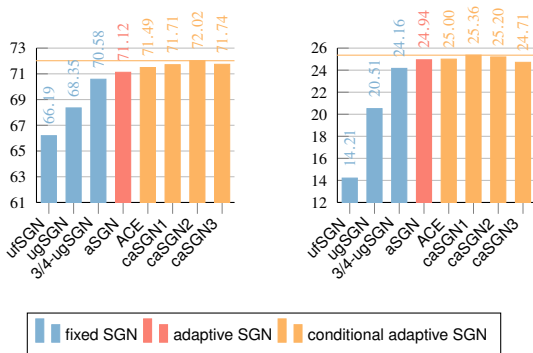 73
71
69
67
65
63
61
66.19
68.35
70.58
71.12
71.49
71.71
72.02
71.74
ufSGN
ugSGN
3/4-ugSGN
aSGN
ACE
caSGN1
caSGN2
caSGN3
26
24
22
20
18
16
14
12
14.21
20.51
24.16
24.94
25.00
25.36
25.20
24.71
ufSGN
ugSGN
3/4-ugSGN
aSGN
ACE
caSGN1
caSGN2
caSGN3
fixed SGN adaptive SGN conditional adaptive SGN